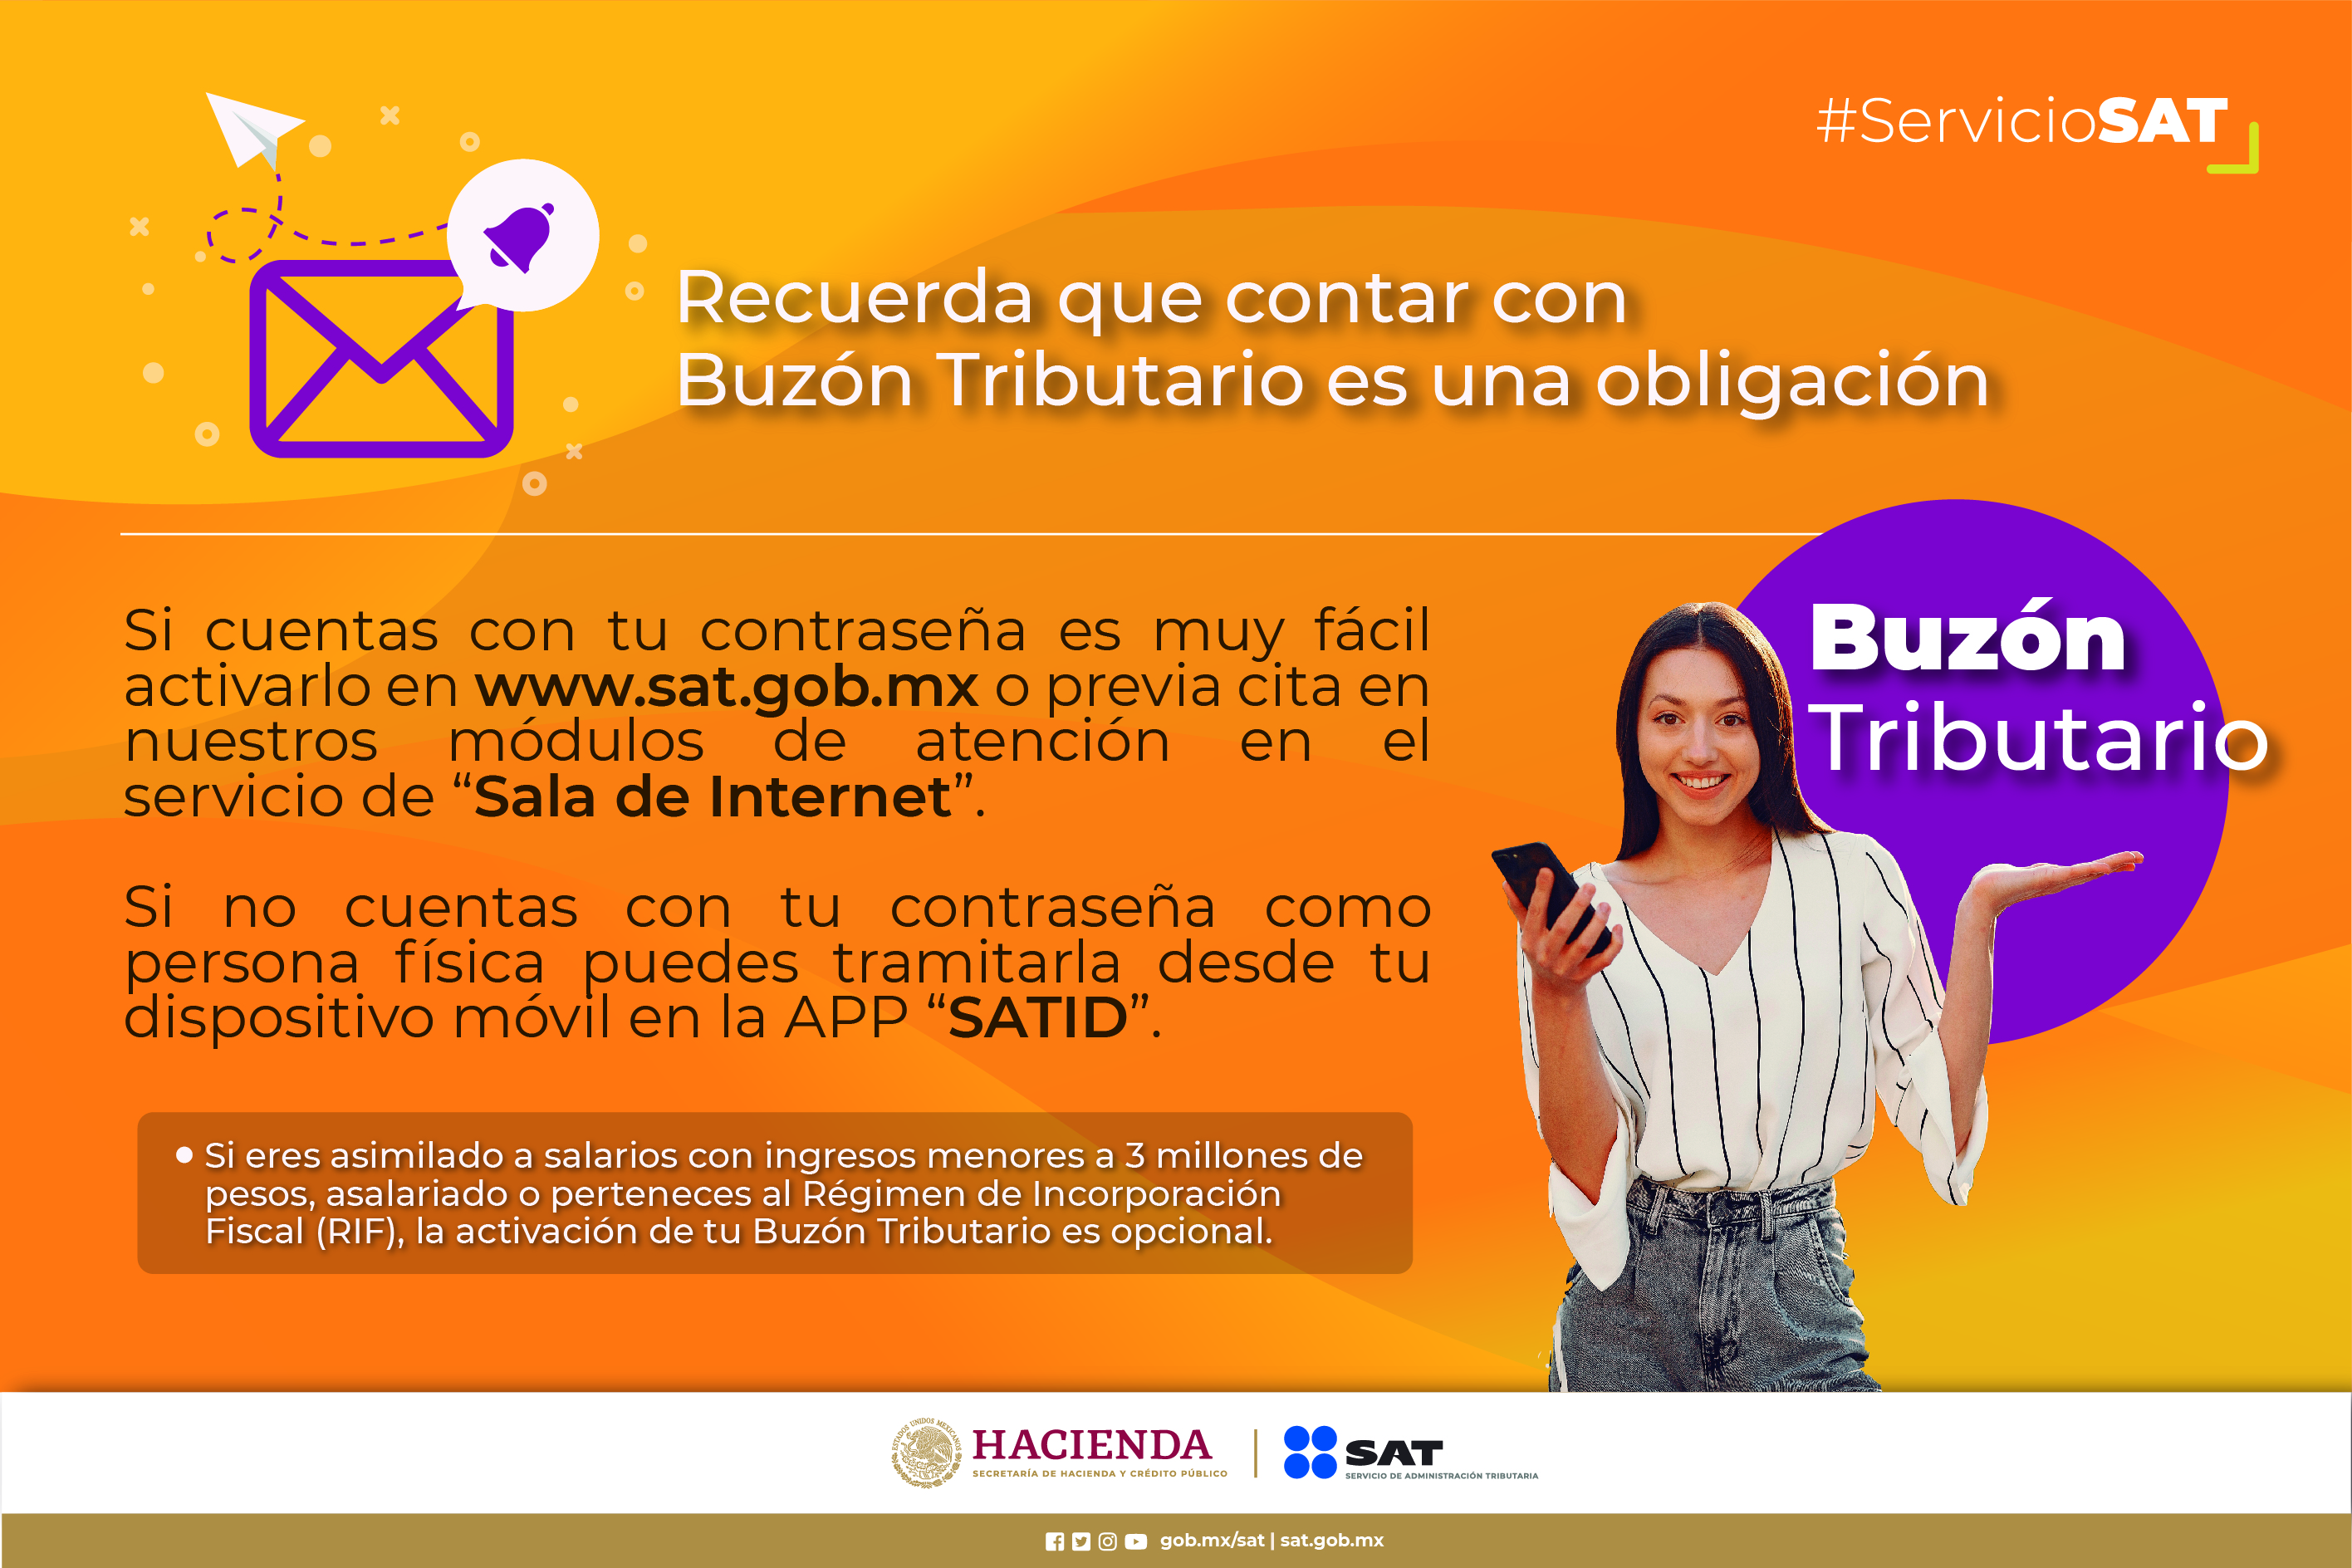 #ServicioSAT
Recuerda que contar con
Buzón Tributario es una obligación
Si cuentas con tu contraseña es muy fácil
activarlo en www.sat.gob.mx o previa cita en
nuestros módulos de atención en el
servicio de “Sala de Internet”.
Si no cuentas con tu contraseña como
persona física puedes tramitarla desde tu
dispositivo móvil en la APP “SATID”.
Buzón
Tributario
• Si eres asimilado a salarios con ingresos menores a 3 millones de
pesos, asalariado o perteneces al Régimen de Incorporación
Fiscal (RIF), la activación de tu Buzón Tributario es opcional.
ESTADOS UNIDOS MEXICANOS
HACIENDA
SECRETARÍA DE HACIENDA Y CRÉDITO PÚBLICO
SAT
SERVICIO DE ADMINISTRACIÓN TRIBUTARIA
gob.mx/sat | sat.gob.mx